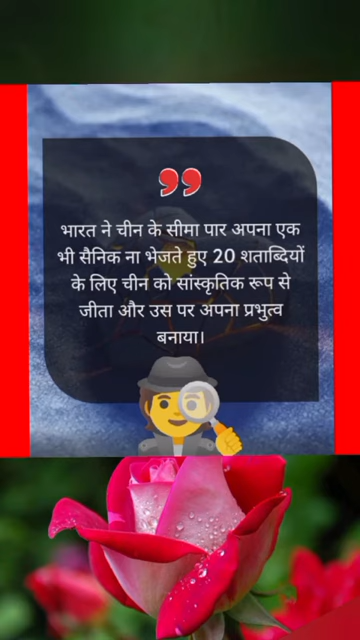 भारत ने चीन के सीमा पार अपना एक
भी सैनिक ना भेजते हुए 20 शताब्दियों
के लिए चीन को सांस्कृतिक रूप से
जीता और उस पर अपना प्रभुत्व
बनाया।